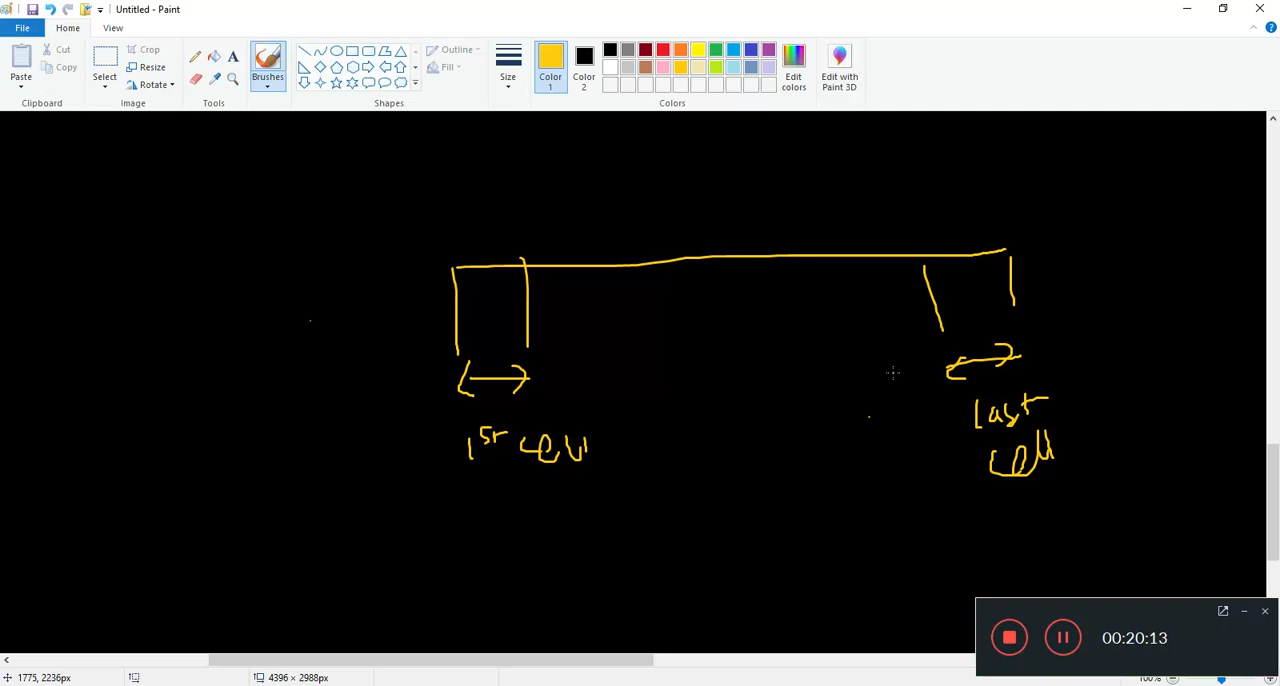 Untitled - Paint
File Home View
Cut
Copy
Paste
Clipboard
Crop
Resize
Rotate
Select
Image
Tools
Brushes
Outline
Fill
Shapes
Size
Color 1
Color 2
Colors
Edit colors
Edit with Paint 3D
1st cell
last
cell
00:20:13
1775, 2236px
4396 × 2988px
100%